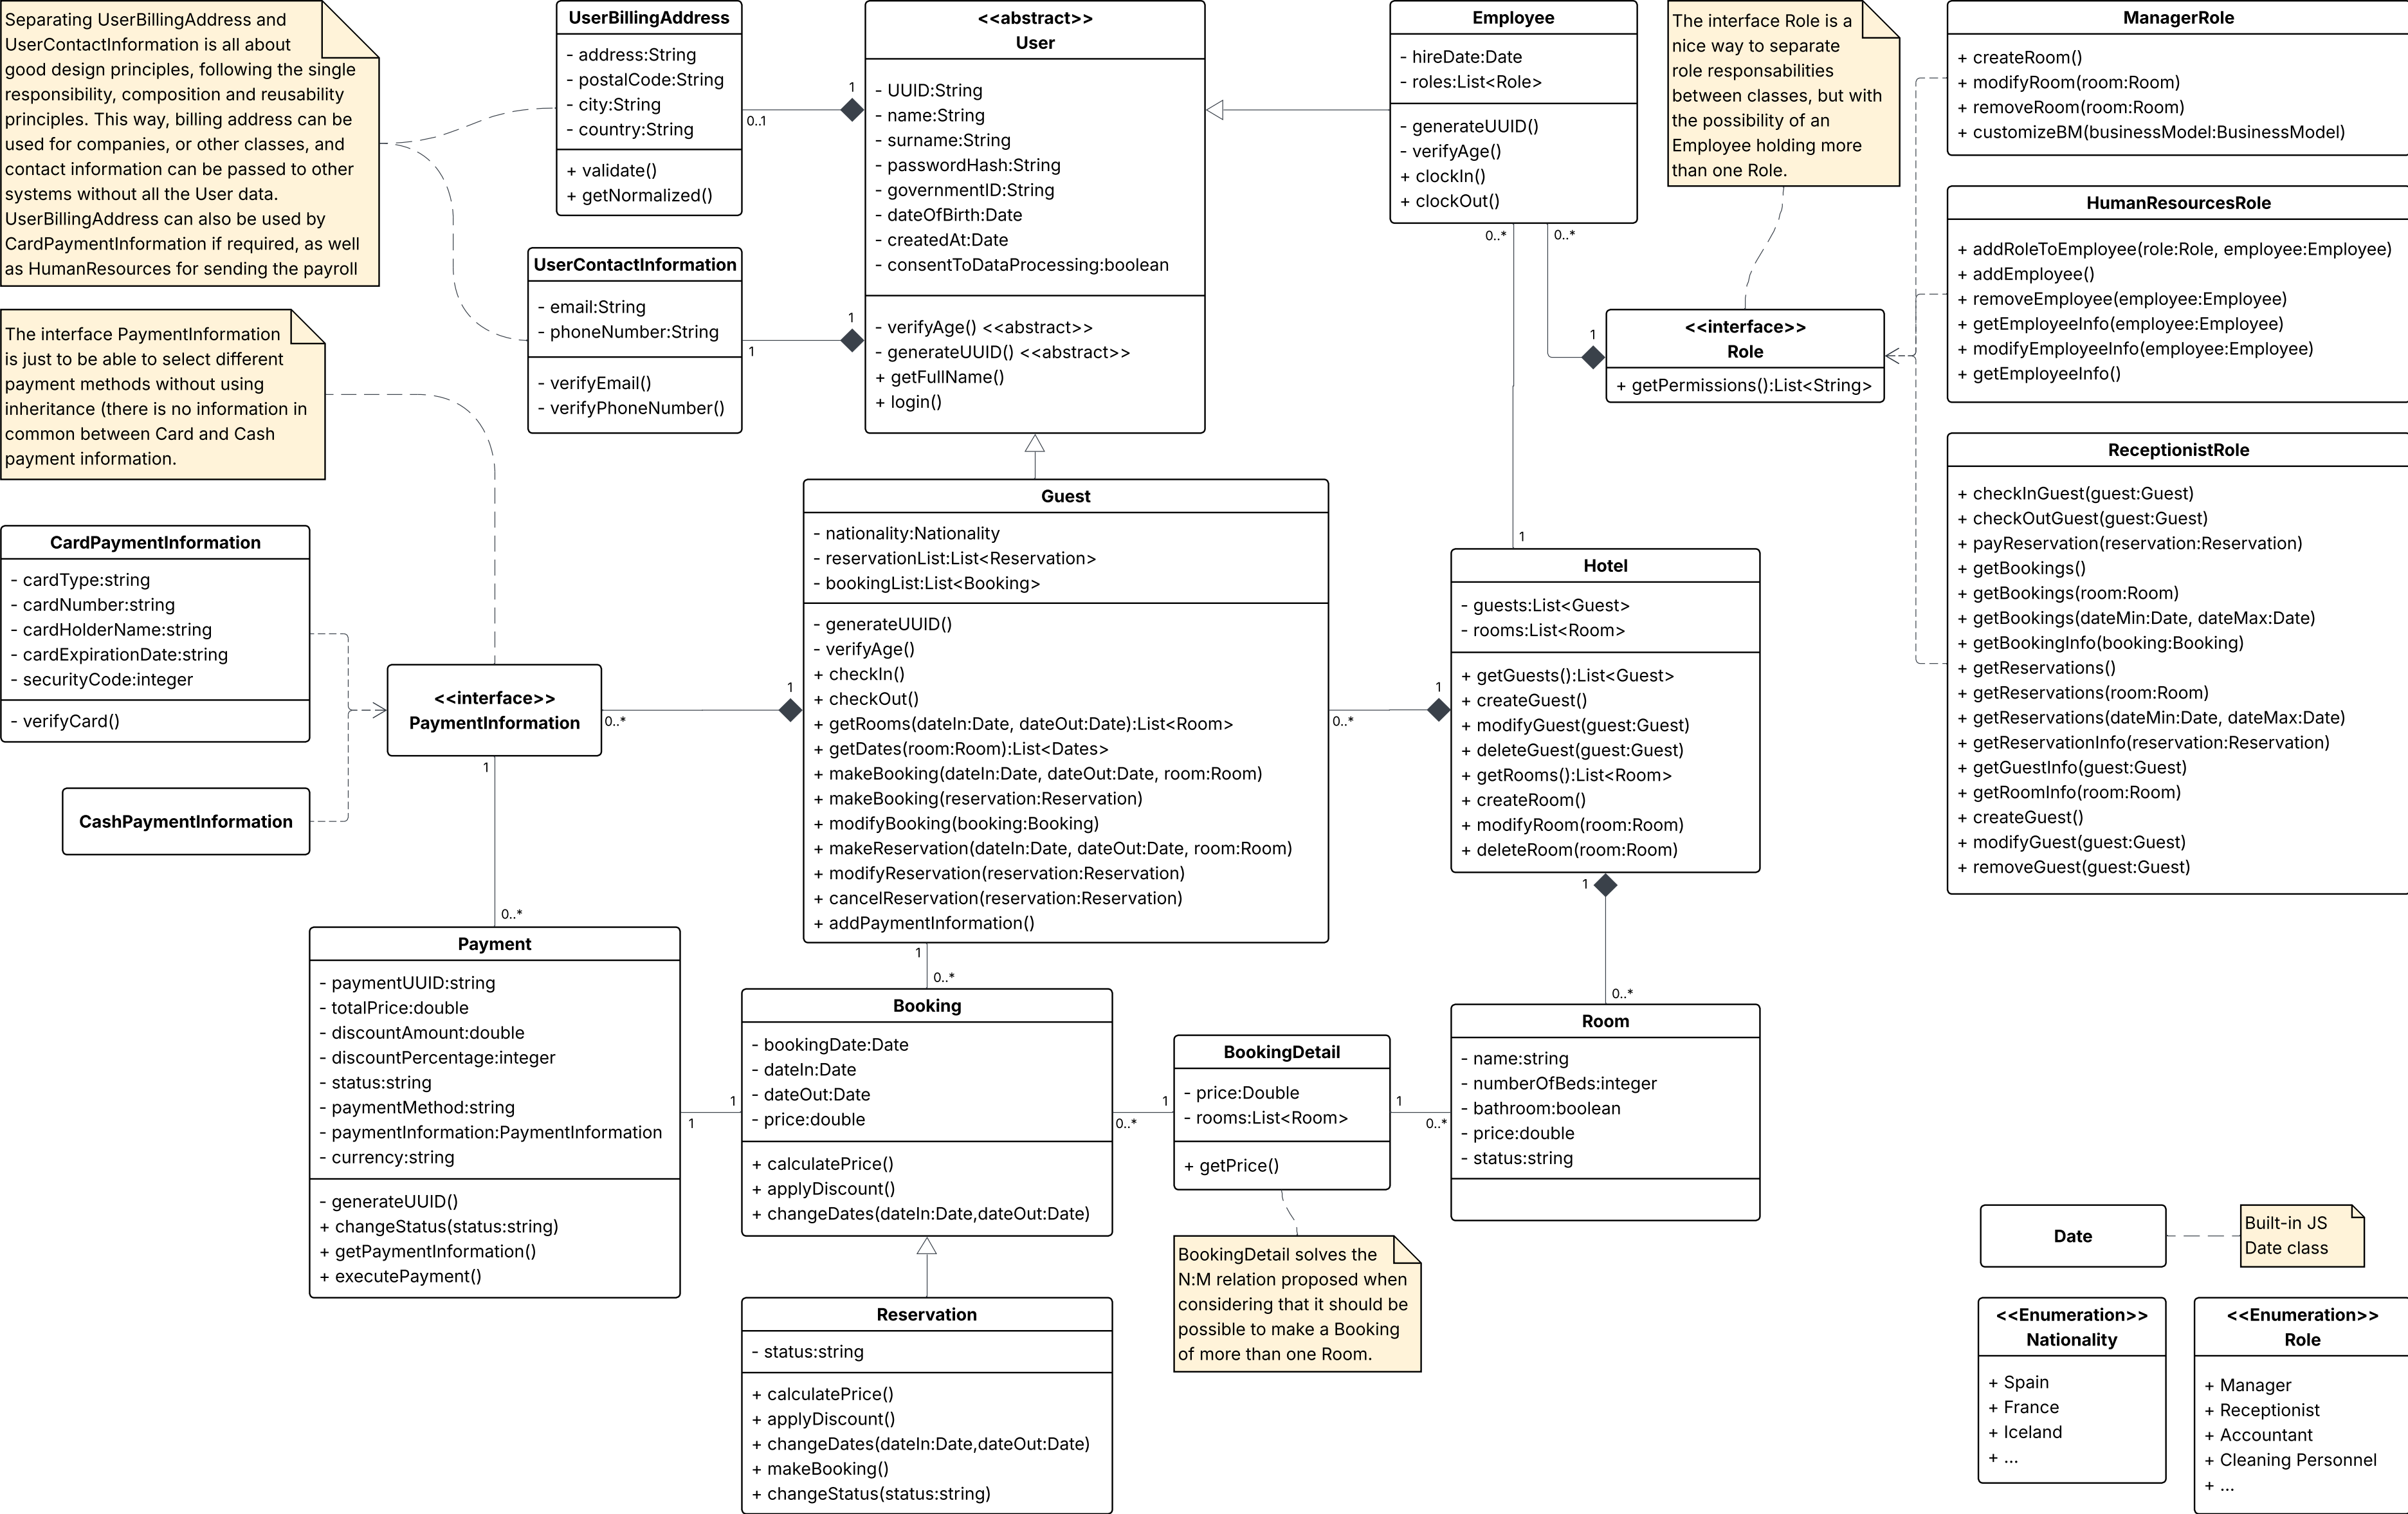 Separating UserBillingAddress and
UserContactInformation is all about
good design principles, following the single
responsibility, composition and reusability
principles. This way, billing address can be
used for companies, or other classes, and
contact information can be passed to other
systems without all the User data.
UserBillingAddress can also be used by
CardPaymentInformation if required, as well
as HumanResources for sending the payroll
UserBillingAddress
- address:String
- postalCode:String
- city:String
- country:String
+ validate()
+ getNormalized()
1
0..1
<<abstract>>
User
- UUID:String
- name:String
- surname:String
- passwordHash:String
- governmentID:String
- dateOfBirth:Date
- createdAt:Date
- consentToDataProcessing:boolean
- verifyAge() <<abstract>>
- generateUUID() <<abstract>>
+ getFullName()
+ login()
Employee
- hireDate:Date
- roles:List<Role>
- generateUUID()
- verifyAge()
+ clockIn()
+ clockOut()
0..*
0..*
The interface Role is a
nice way to separate
role responsabilities
between classes, but with
the possibility of an
Employee holding more
than one Role.
ManagerRole
+ createRoom()
+ modifyRoom(room:Room)
+ removeRoom(room:Room)
+ customizeBM(businessModel:BusinessModel)
HumanResourcesRole
+ addRoleToEmployee(role:Role, employee:Employee)
+ addEmployee()
+ removeEmployee(employee:Employee)
+ getEmployeeInfo(employee:Employee)
+ modifyEmployeeInfo(employee:Employee)
+ getEmployeeInfo()
UserContactInformation
- email:String
- phoneNumber:String
- verifyEmail()
- verifyPhoneNumber()
1
1
1
<<interface>>
Role
+ getPermissions():List<String>
The interface PaymentInformation
is just to be able to select different
payment methods without using
inheritance (there is no information in
common between Card and Cash
payment information.
ReceptionistRole
+ checkInGuest(guest:Guest)
+ checkOutGuest(guest:Guest)
+ payReservation(reservation:Reservation)
+ getBookings()
+ getBookings(room:Room)
+ getBookings(dateMin:Date, dateMax:Date)
+ getBookingInfo(booking:Booking)
+ getReservations()
+ getReservations(room:Room)
+ getReservations(dateMin:Date, dateMax:Date)
+ getReservationInfo(reservation:Reservation)
+ getGuestInfo(guest:Guest)
+ getRoomInfo(room:Room)
+ createGuest()
+ modifyGuest(guest:Guest)
+ removeGuest(guest:Guest)
Guest
- nationality:Nationality
- reservationList:List<Reservation>
- bookingList:List<Booking>
- generateUUID()
- verifyAge()
+ checkIn()
+ checkOut()
+ getRooms(dateIn:Date, dateOut:Date):List<Room>
+ getDates(room:Room):List<Dates>
+ makeBooking(dateIn:Date, dateOut:Date, room:Room)
+ makeBooking(reservation:Reservation)
+ modifyBooking(booking:Booking)
+ makeReservation(dateIn:Date, dateOut:Date, room:Room)
+ modifyReservation(reservation:Reservation)
+ cancelReservation(reservation:Reservation)
+ addPaymentInformation()
1
Hotel
- guests:List<Guest>
- rooms:List<Room>
+ getGuests():List<Guest>
+ createGuest()
+ modifyGuest(guest:Guest)
+ deleteGuest(guest:Guest)
+ getRooms():List<Room>
+ createRoom()
+ modifyRoom(room:Room)
+ deleteRoom(room:Room)
CardPaymentInformation
- cardType:string
- cardNumber:string
- cardHolderName:string
- cardExpirationDate:string
- securityCode:integer
- verifyCard()
<<interface>>
PaymentInformation
0..*
1
0..*
1
CashPaymentInformation
1
0..*
1
0..*
1
0..*
Payment
- paymentUUID:string
- totalPrice:double
- discountAmount:double
- discountPercentage:integer
- status:string
- paymentMethod:string
- paymentInformation:PaymentInformation
- currency:string
- generateUUID()
+ changeStatus(status:string)
+ getPaymentInformation()
+ executePayment()
1
1
Booking
- bookingDate:Date
- dateIn:Date
- dateOut:Date
- price:double
+ calculatePrice()
+ applyDiscount()
+ changeDates(dateIn:Date,dateOut:Date)
0..*
1
BookingDetail
- price:Double
- rooms:List<Room>
+ getPrice()
1
0..*
Room
- name:string
- numberOfBeds:integer
- bathroom:boolean
- price:double
- status:string
BookingDetail solves the
N:M relation proposed when
considering that it should be
possible to make a Booking
of more than one Room.
Reservation
- status:string
+ calculatePrice()
+ applyDiscount()
+ changeDates(dateIn:Date,dateOut:Date)
+ makeBooking()
+ changeStatus(status:string)
Date
Built-in JS
Date class
<<Enumeration>>
Nationality
+ Spain
+ France
+ Iceland
+ ...
<<Enumeration>>
Role
+ Manager
+ Receptionist
+ Accountant
+ Cleaning Personnel
+ ...